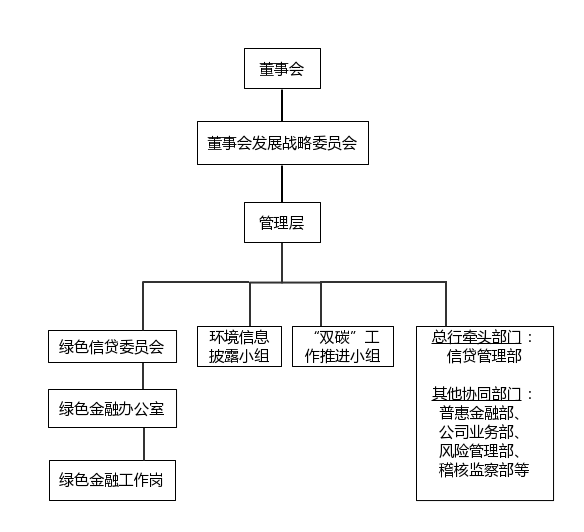 董事会
董事会发展战略委员会
管理层
绿色信贷委员会
绿色金融办公室
绿色金融工作岗
环境信息
披露小组
“双碳”工
作推进小组
总行牵头部门：
信贷管理部
其他协同部门：
普惠金融部、
公司业务部、
风险管理部、
稽核监察部等